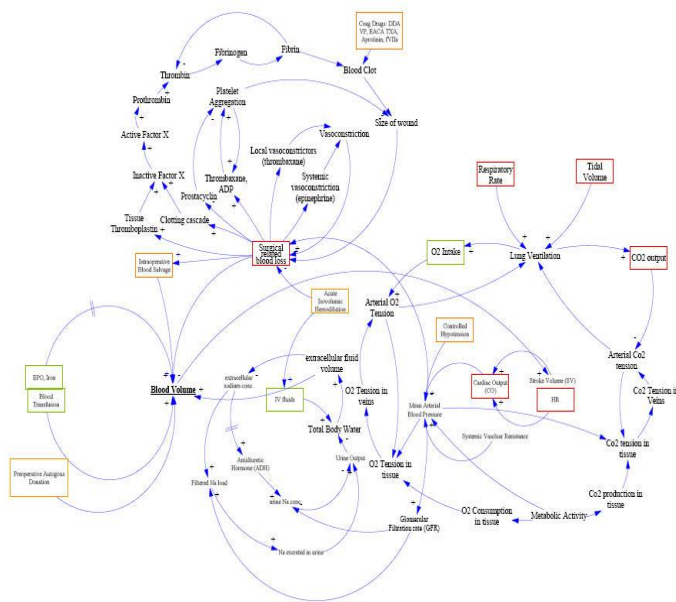 Coag Drugs: DDA
VP, EACA TXA,
Aprotinin, fVIIa
Fibrin
Fibrinogen
Thrombin
Blood Clot
Platelet
Aggregation
Prothrombin
Size of wound
Active Factor X
Vasoconstriction
Local vasoconstrictors
(thromboxane)
Respiratory
Rate
Tidal
Volume
Inactive Factor X
Thromboxane,
ADP
Systemic
vasoconstriction
(epinephrine)
Prostacyclin
Tissue
Thromboplastin
Clotting cascade
Surgical
related
blood loss
O2 Intake
Lung Ventilation
CO2 output
Intraoperative
Blood Salvage
Acute
Isovolemic
Hemodilution
Arterial O2
Tension
Controlled
Hypotension
Arterial Co2
tension
EPO, Iron
Blood
Transfusion
Blood Volume
extracellular
sodium conc.
extracellular fluid
volume
IV fluids
O2 Tension in
veins
Cardiac Output
(CO)
Stroke Volume (SV)
HR
Co2 Tension in
Veins
Mean Arterial
Blood Pressure
Total Body Water
Systemic Vascular Resistance
Co2 tension in
tissue
Preoperative Autogous
Donation
Antidiuretic
Hormone (ADH)
Urine Output
O2 Tension in
tissue
Filtered Na load
urine Na conc.
Co2 production in
tissue
Glomerular
Filtration rate (GFR)
O2 Consumption
in tissue
Metabolic Activity
Na excreted in urine